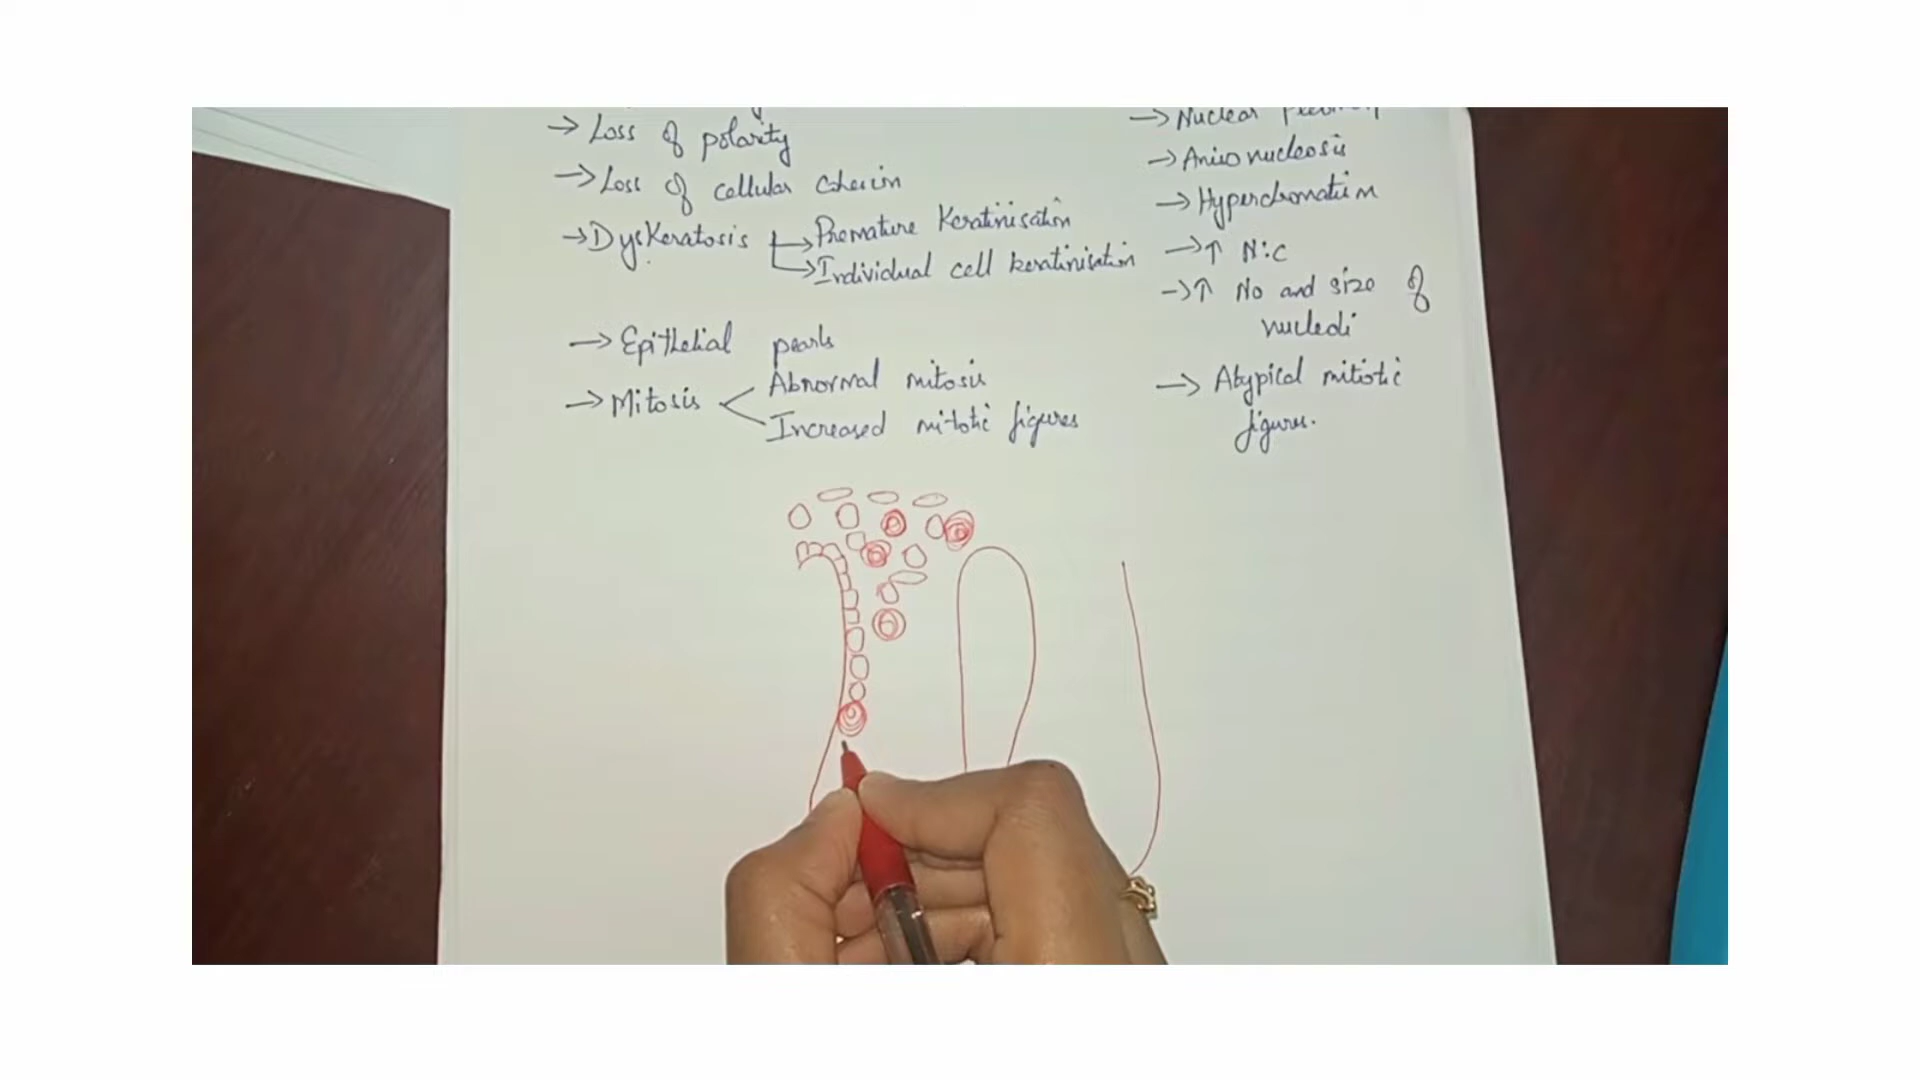 → Loss of polarity
→ Loss of cellular cohesion
→ Dyskeratosis → Premature Keratinisation
→ Individual cell keratinisation
→ Epithelial pearls
→ Mitosis < Abnormal mitosis
Increased mitotic figures
→ Nuclear
→ Anisonucleosis
→ Hyperchromatism
→ ↑ N:C
→ ↑ No and size of
nucleoli
→ Atypical mitotic
figures.